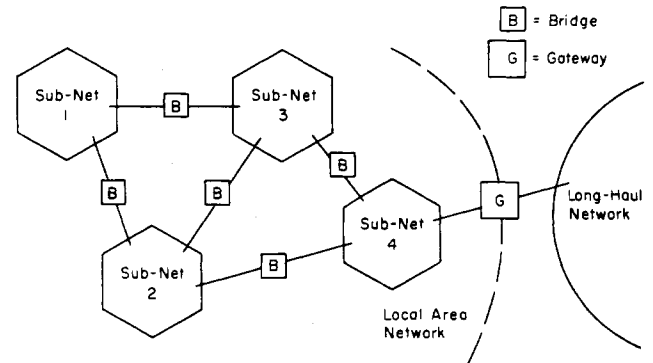 B = Bridge
G = Gateway
Sub-Net
1
B
Sub-Net
3
B
B
B
Sub-Net
2
B
Sub-Net
4
G
Long-Haul
Network
Local Area
Network